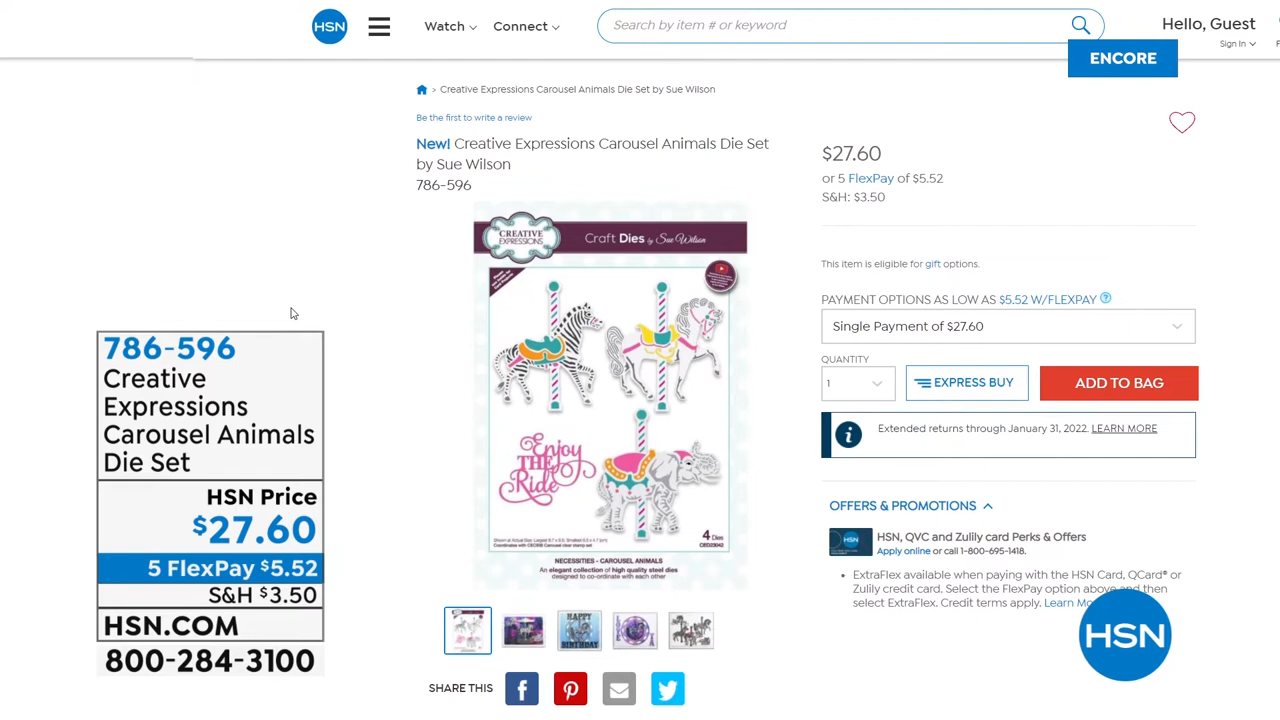 HSN
Watch
Connect
Search by item # or keyword
Hello, Guest
Sign In
ENCORE
> Creative Expressions Carousel Animals Die Set by Sue Wilson
Be the first to write a review
New! Creative Expressions Carousel Animals Die Set
by Sue Wilson
786-596
CREATIVE
EXPRESSIONS
Craft Dies by Sue Wilson
Enjoy
THE
Ride
4 Dies
CED23042
NECESSITIES - CAROUSEL ANIMALS
An elegant collection of high quality steel dies
designed to co-ordinate with each other
SHARE THIS
$27.60
or 5 FlexPay of $5.52
S&H: $3.50
This item is eligible for gift options.
PAYMENT OPTIONS AS LOW AS $5.52 W/FLEXPAY ?
Single Payment of $27.60
QUANTITY
1
EXPRESS BUY
ADD TO BAG
Extended returns through January 31, 2022. LEARN MORE
OFFERS & PROMOTIONS
HSN, QVC and Zulily card Perks & Offers
Apply online or call 1-800-695-1418.
• ExtraFlex available when paying with the HSN Card, QCard® or
Zulily credit card. Select the FlexPay option above and then
select ExtraFlex. Credit terms apply. Learn
HSN
786-596
Creative
Expressions
Carousel Animals
Die Set
HSN Price
$27.60
5 FlexPay $5.52
S&H $3.50
HSN.COM
800-284-3100